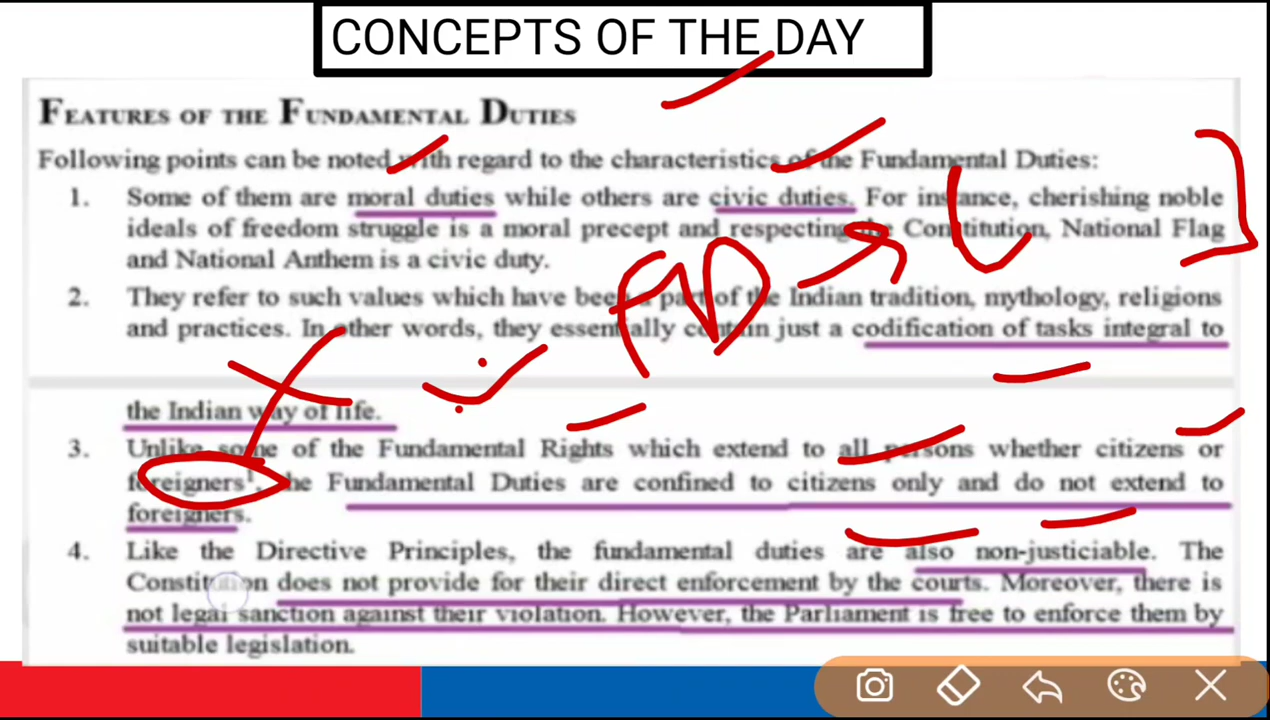 CONCEPTS OF THE DAY
FEATURES OF THE FUNDAMENTAL DUTIES
Following points can be noted with regard to the characteristics of the Fundamental Duties:
1. Some of them are moral duties while others are civic duties. For instance, cherishing noble
ideals of freedom struggle is a moral precept and respecting the Constitution, National Flag
and National Anthem is a civic duty.
2. They refer to such values which have been a part of the Indian tradition, mythology, religions
and practices. In other words, they essentially contain just a codification of tasks integral to
the Indian way of life.
3. Unlike some of the Fundamental Rights which extend to all persons whether citizens or
foreigners¹, the Fundamental Duties are confined to citizens only and do not extend to
foreigners.
4. Like the Directive Principles, the fundamental duties are also non-justiciable. The
Constitution does not provide for their direct enforcement by the courts. Moreover, there is
not legal sanction against their violation. However, the Parliament is free to enforce them by
suitable legislation.